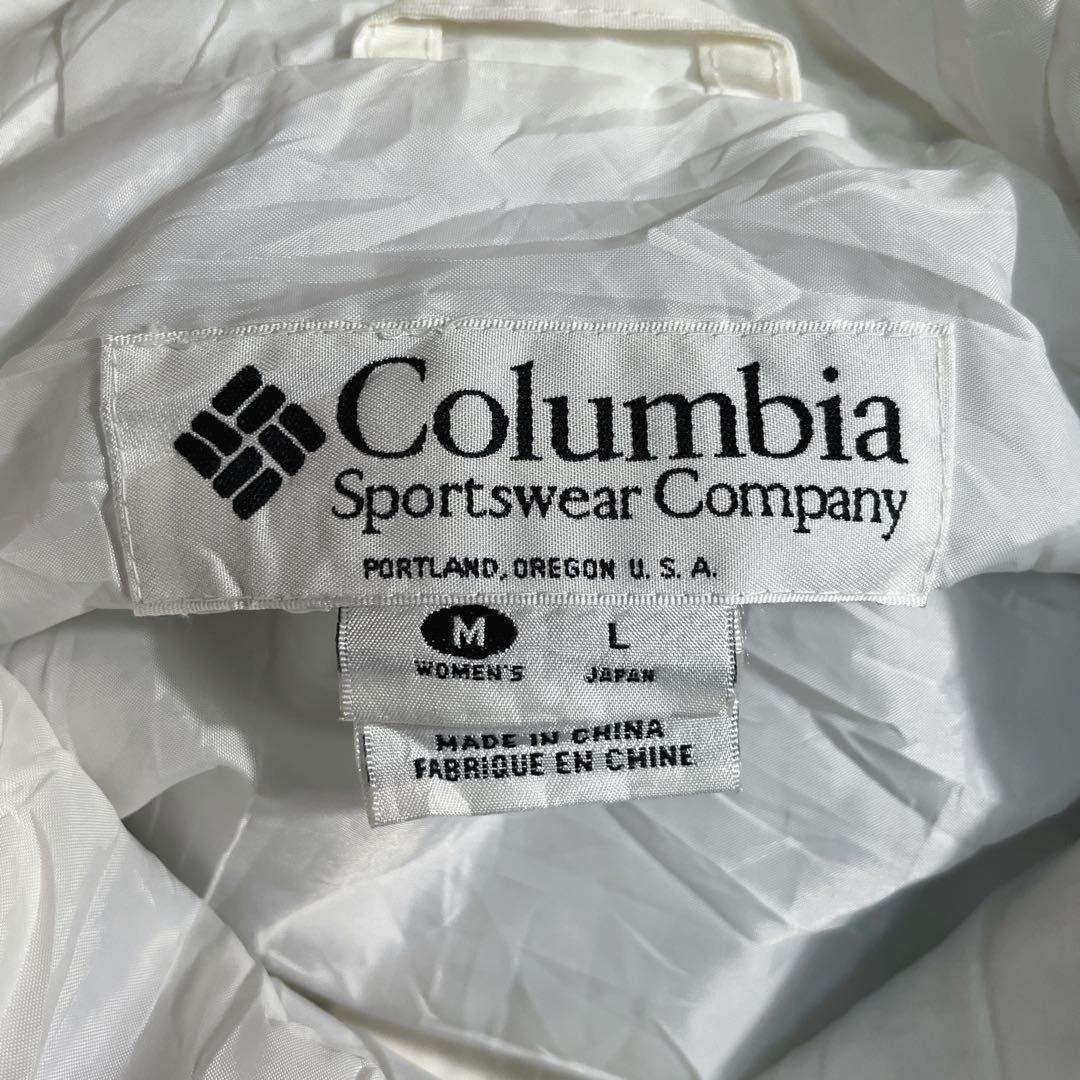 Columbia
Sportswear Company
PORTLAND, OREGON U. S. A.
M L
WOMEN'S JAPAN
MADE IN CHINA
FABRIQUE EN CHINE